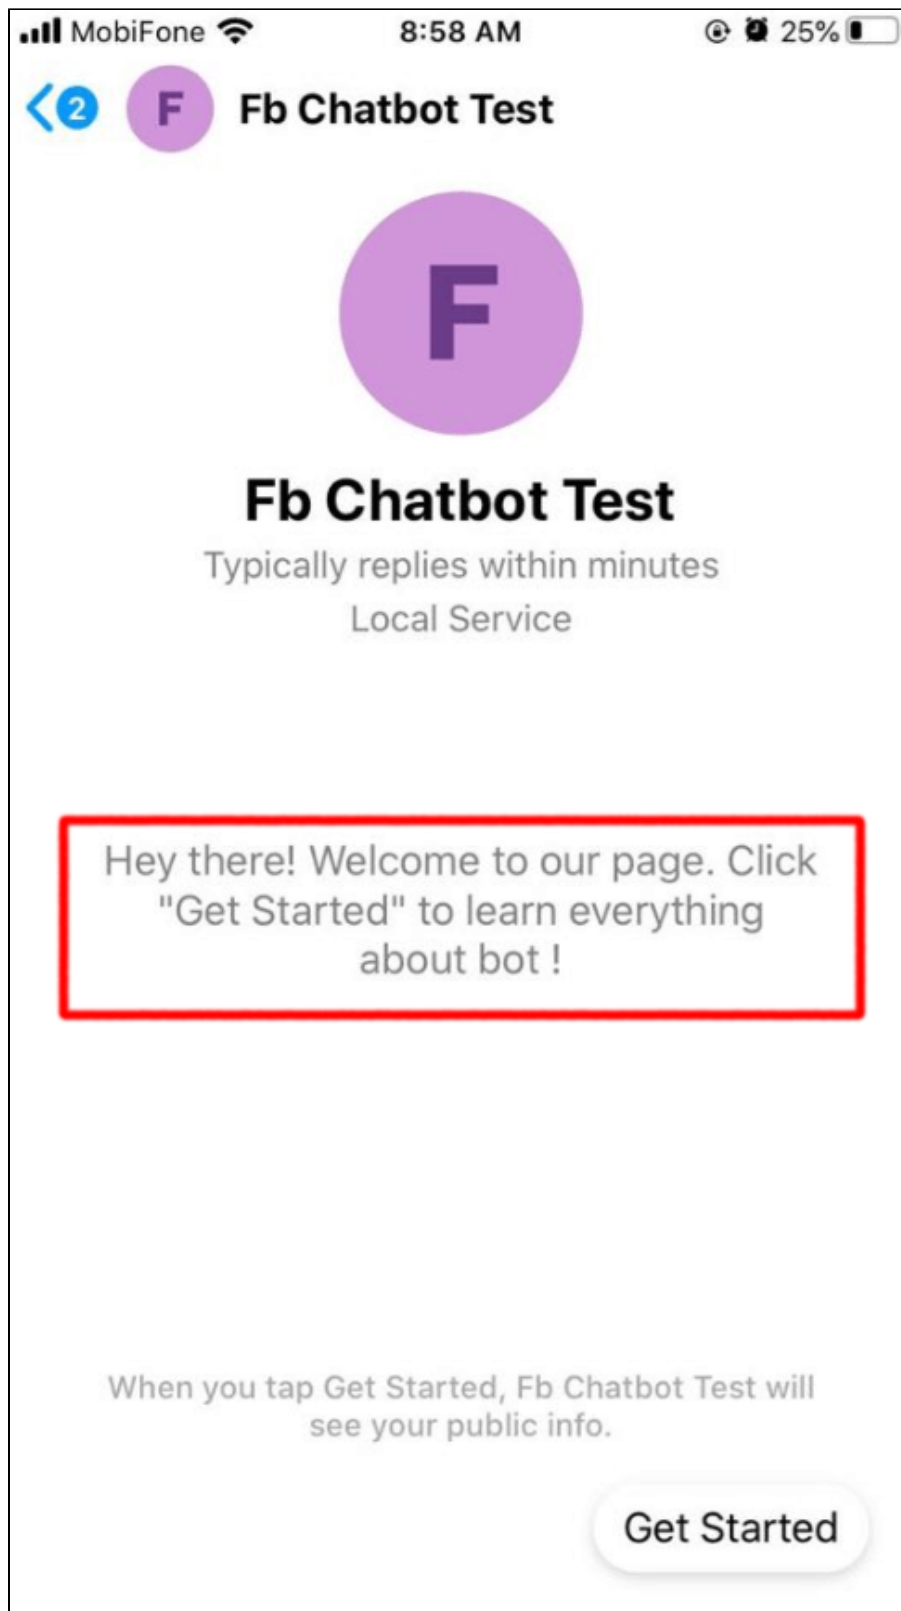 MobiFone 8:58 AM 25%
2 F Fb Chatbot Test
F
Fb Chatbot Test
Typically replies within minutes
Local Service
Hey there! Welcome to our page. Click
"Get Started" to learn everything
about bot !
When you tap Get Started, Fb Chatbot Test will
see your public info.
Get Started